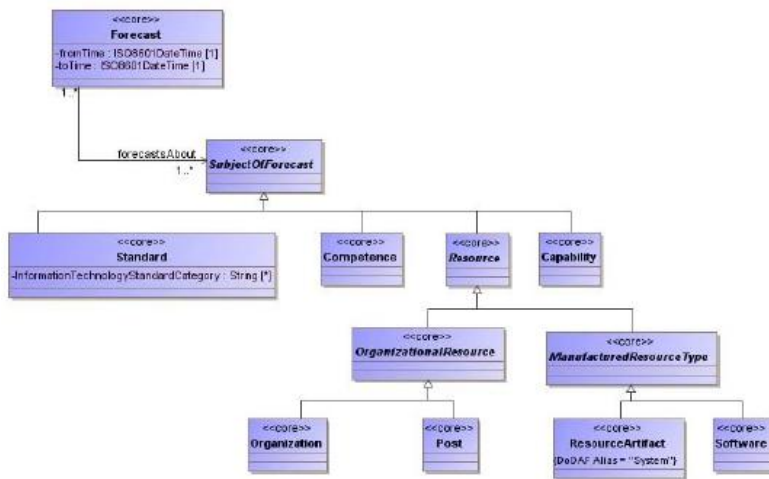 <<core>>
Forecast
-fromTime : ISO8601DateTime [1]
-toTime : ISO8601DateTime [1]
1..*
forecastsAbout
1..*
<<core>>
SubjectOfForecast
<<core>>
Standard
-InformationTechnologyStandardCategory : String [*]
<<core>>
Competence
<<core>>
Resource
<<core>>
Capability
<<core>>
OrganizationalResource
<<core>>
ManufacturedResourceType
<<core>>
Organization
<<core>>
Post
<<core>>
ResourceArtifact
{DoDAF Alias = "System"}
<<core>>
Software